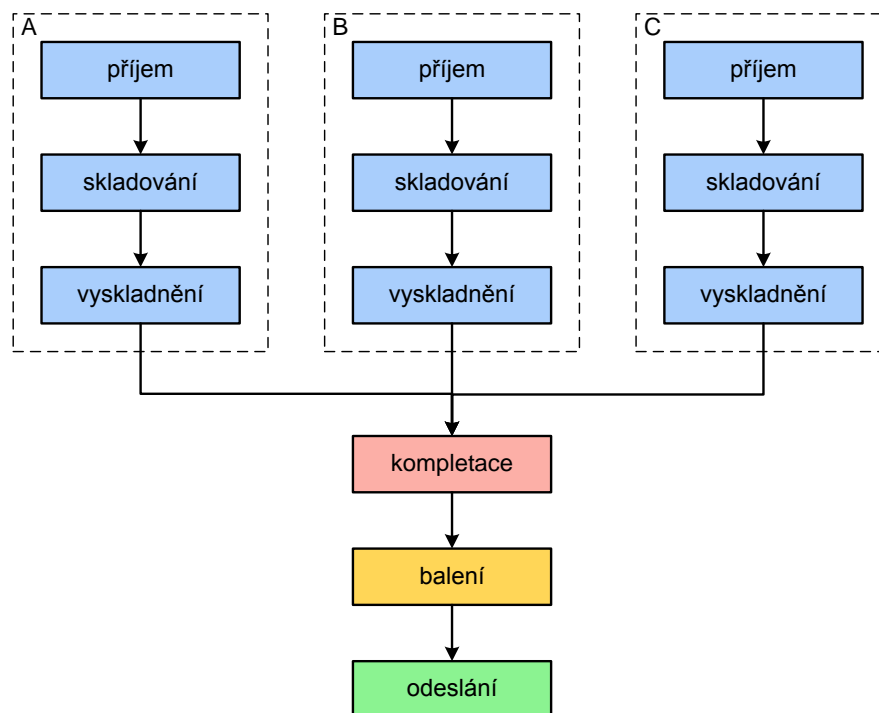 A
příjem
skladování
vyskladnění
B
příjem
skladování
vyskladnění
C
příjem
skladování
vyskladnění
kompletace
balení
odeslání